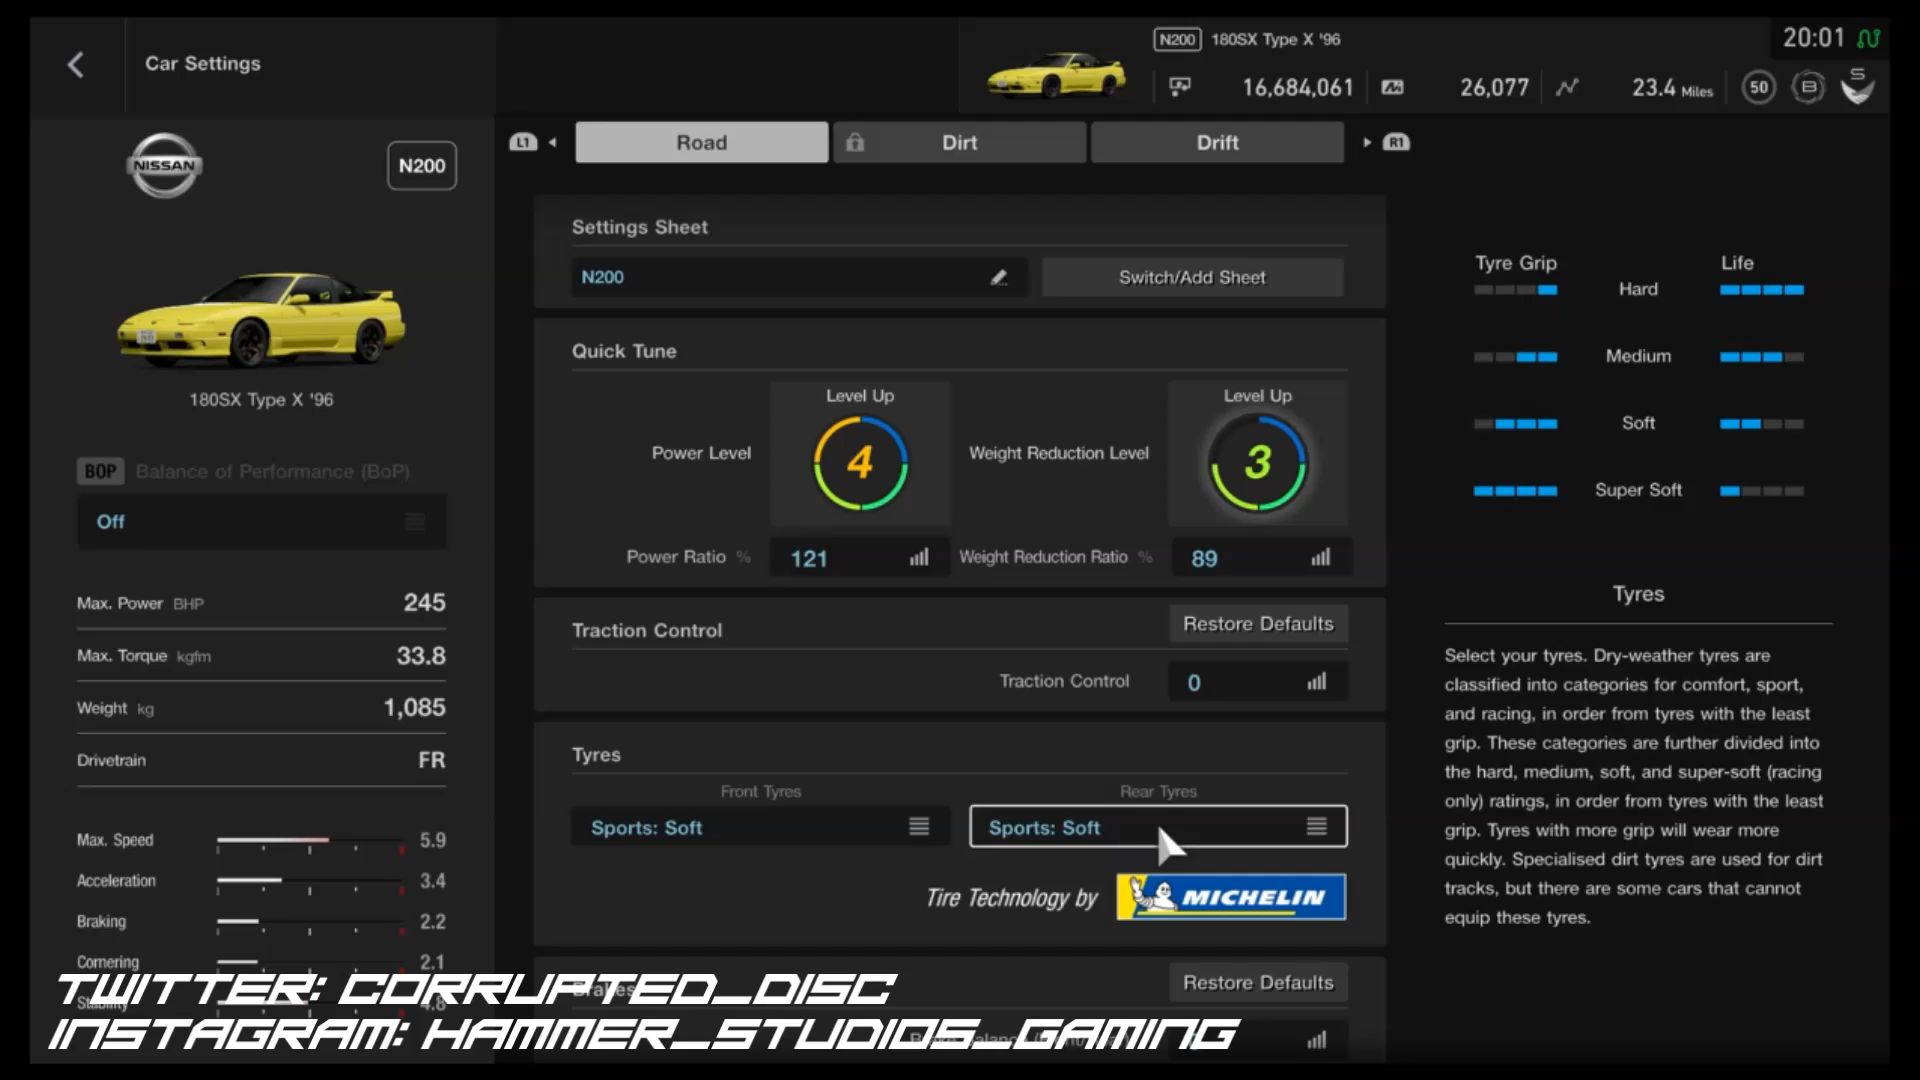 Car Settings
N200 180SX Type X '96
20:01
16,684,061
26,077
23.4 Miles
50
B
S
NISSAN
N200
L1
Road
Dirt
Drift
R1
Settings Sheet
N200
Switch/Add Sheet
180SX Type X '96
Quick Tune
Level Up
Level Up
Power Level
4
Weight Reduction Level
3
Power Ratio %
121
Weight Reduction Ratio %
89
BOP Balance of Performance (BoP)
Off
Max. Power BHP 245
Max. Torque kgfm 33.8
Weight kg 1,085
Drivetrain FR
Max. Speed 5.9
Acceleration 3.4
Braking 2.2
Cornering 2.1
Stability 4.8
Traction Control
Restore Defaults
Traction Control
0
Tyres
Front Tyres
Rear Tyres
Sports: Soft
Sports: Soft
Tire Technology by
MICHELIN
Brakes
Restore Defaults
Tyre Grip
Life
Hard
Medium
Soft
Super Soft
Tyres
Select your tyres. Dry-weather tyres are
classified into categories for comfort, sport,
and racing, in order from tyres with the least
grip. These categories are further divided into
the hard, medium, soft, and super-soft (racing
only) ratings, in order from tyres with the least
grip. Tyres with more grip will wear more
quickly. Specialised dirt tyres are used for dirt
tracks, but there are some cars that cannot
equip these tyres.
TWITTER: CORRUPTED_DISC
INSTAGRAM: HAMMER_STUDIOS_GAMING